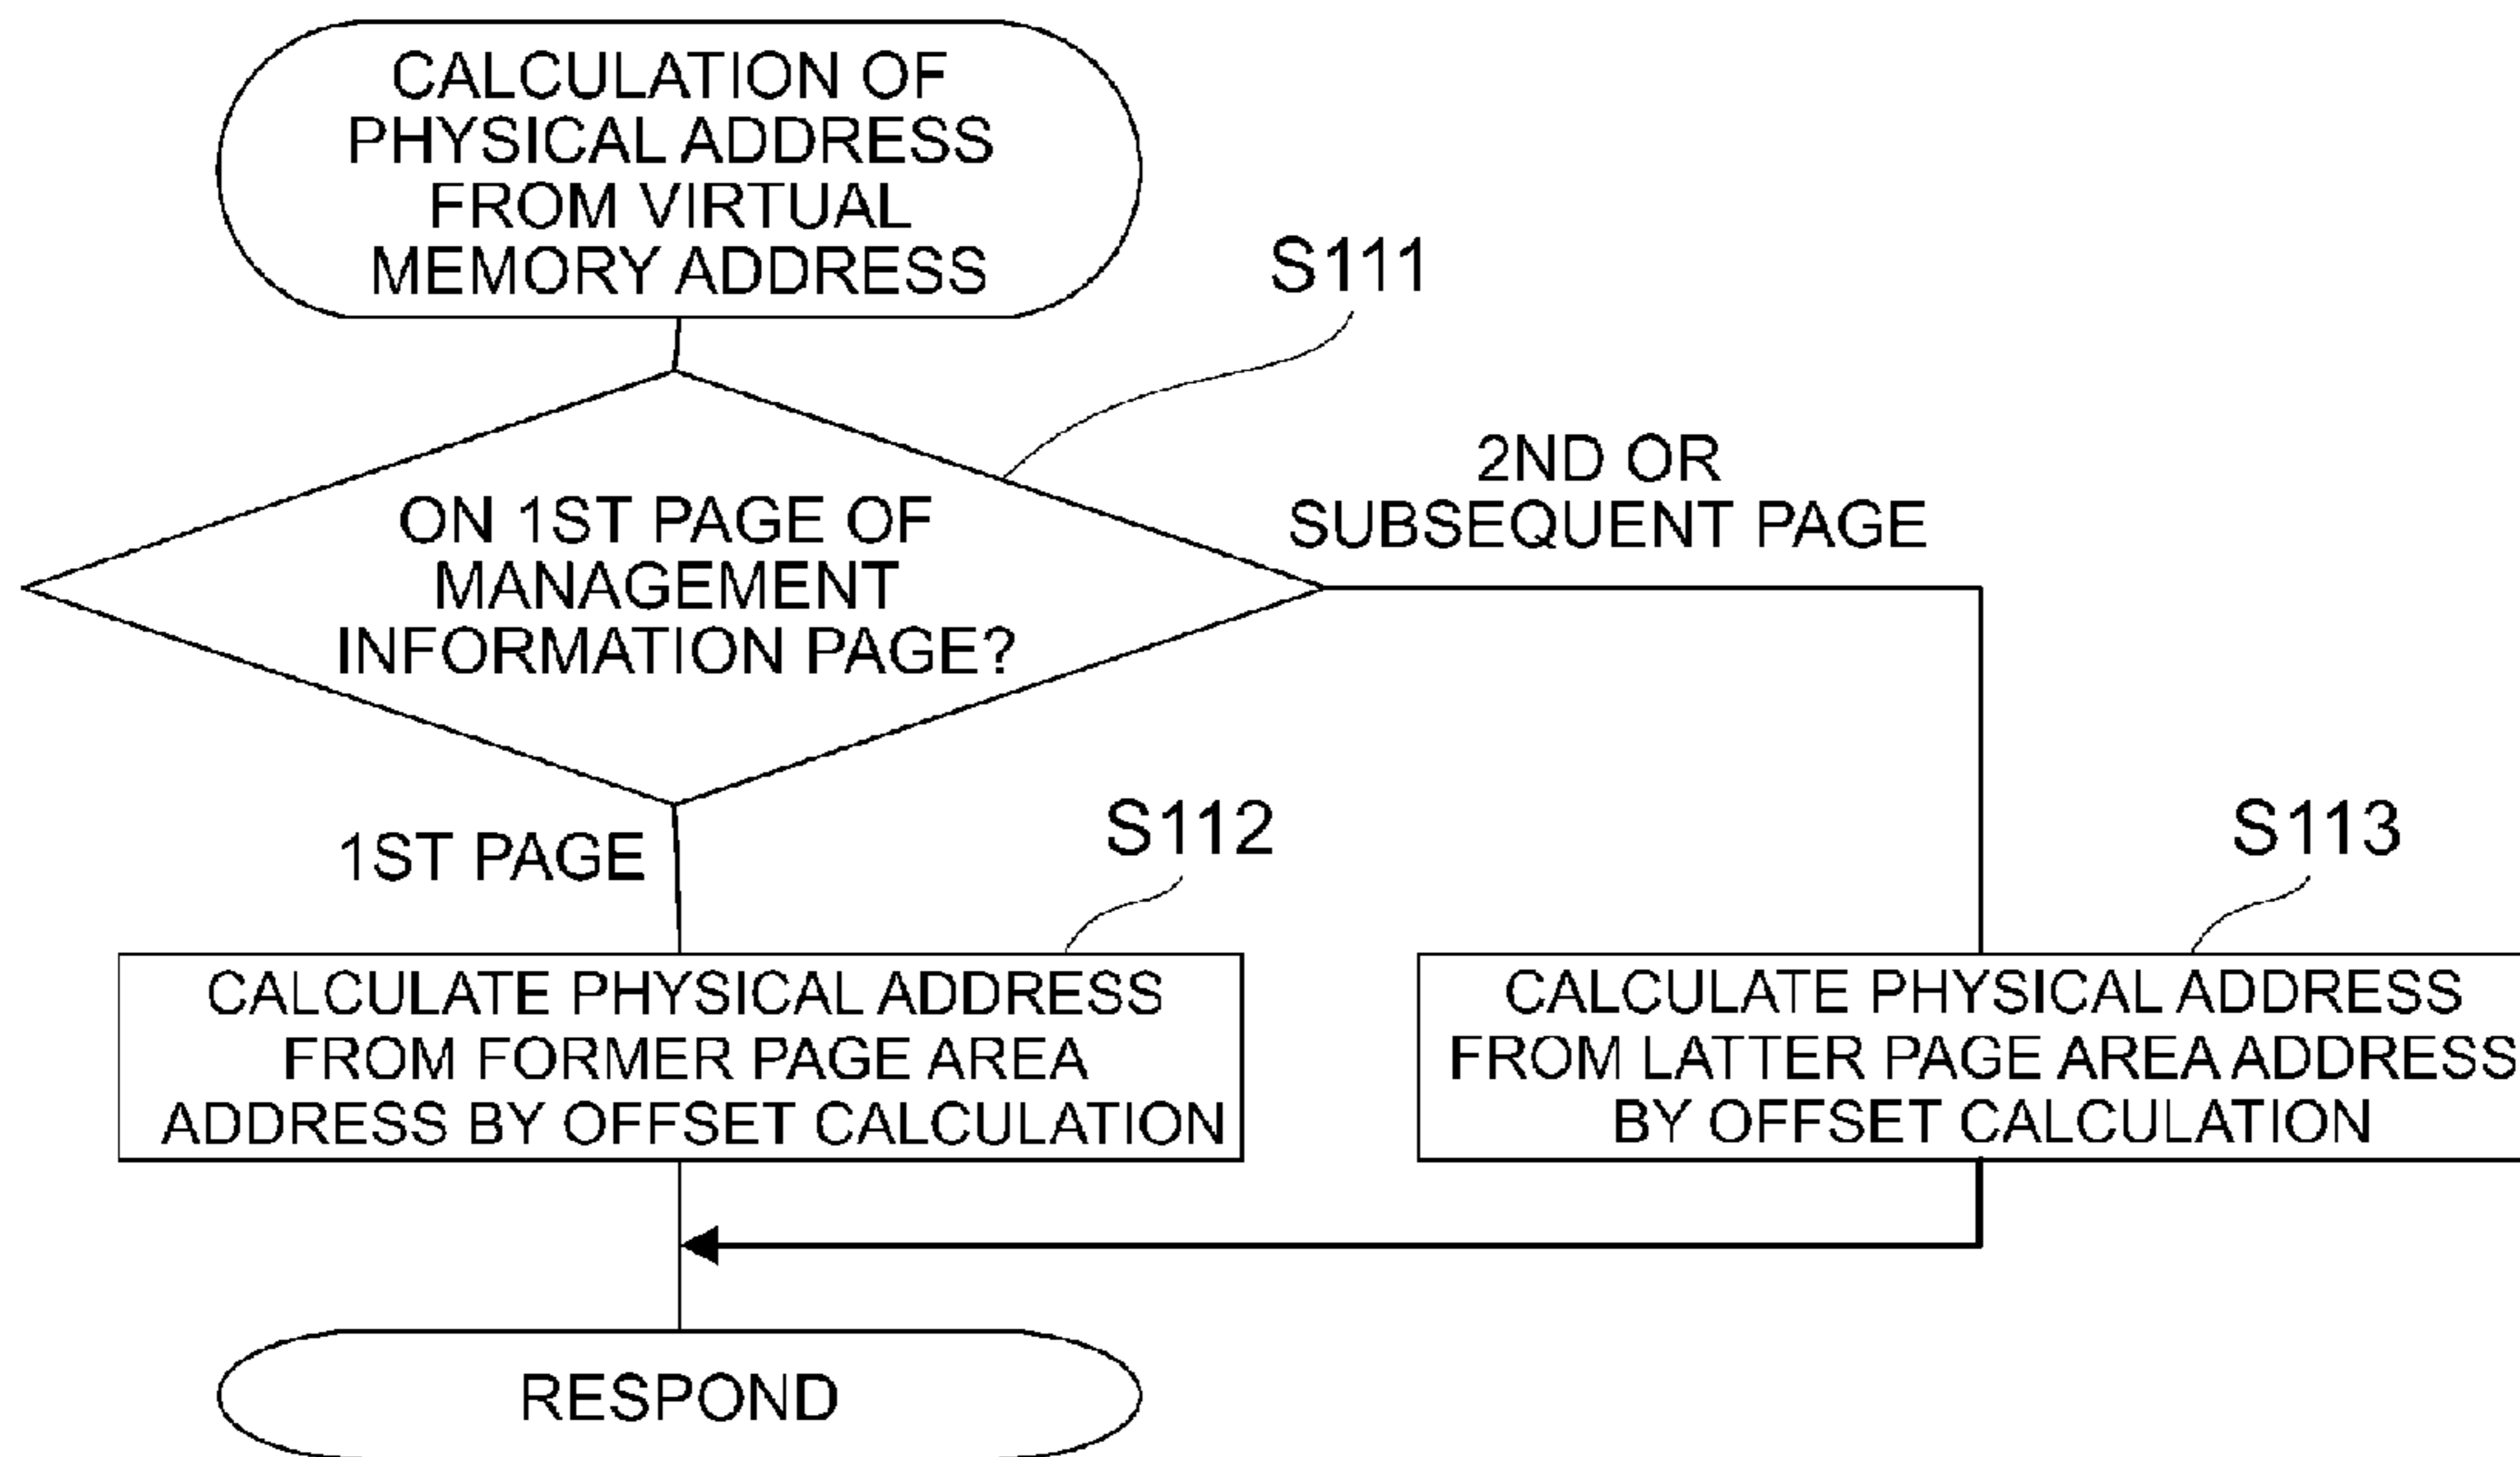 CALCULATION OF
PHYSICAL ADDRESS
FROM VIRTUAL
MEMORY ADDRESS
S111
ON 1ST PAGE OF
MANAGEMENT
INFORMATION PAGE?
2ND OR
SUBSEQUENT PAGE
1ST PAGE
S112
S113
CALCULATE PHYSICAL ADDRESS
FROM FORMER PAGE AREA
ADDRESS BY OFFSET CALCULATION
CALCULATE PHYSICAL ADDRESS
FROM LATTER PAGE AREA ADDRESS
BY OFFSET CALCULATION
RESPOND